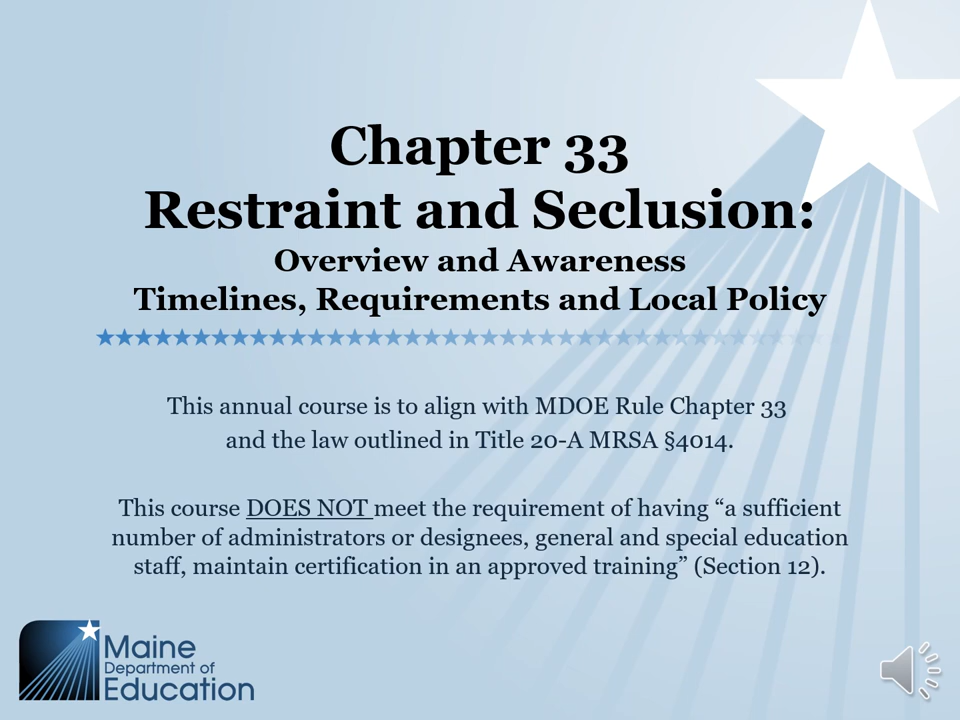 Chapter 33
Restraint and Seclusion:
Overview and Awareness
Timelines, Requirements and Local Policy
This annual course is to align with MDOE Rule Chapter 33
and the law outlined in Title 20-A MRSA §4014.
This course DOES NOT meet the requirement of having “a sufficient
number of administrators or designees, general and special education
staff, maintain certification in an approved training” (Section 12).
Maine
Department of
Education